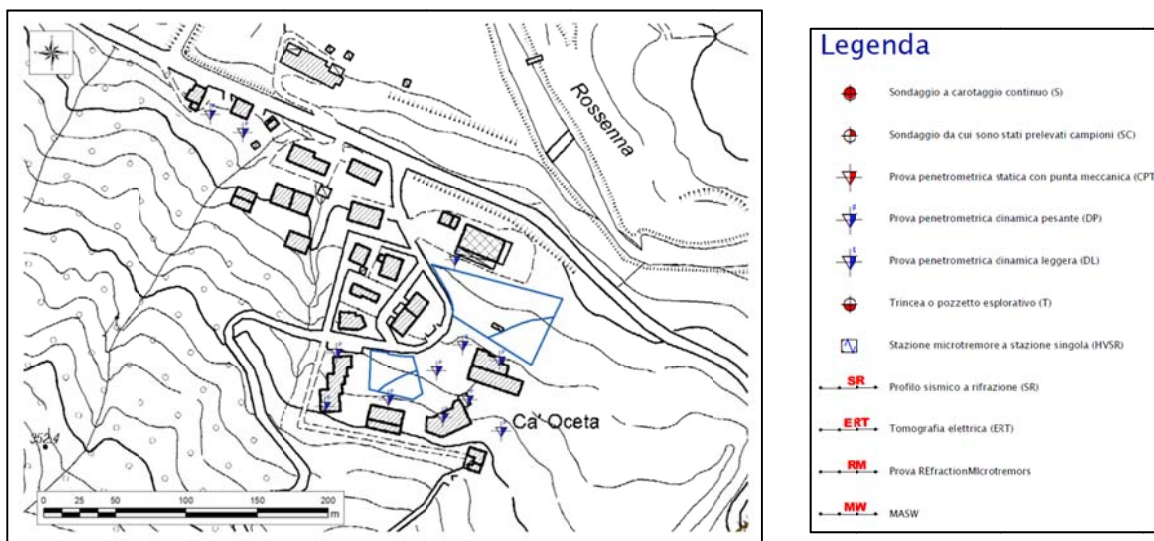 Rossenna
Ca' Oceta
352.4
0 25 50 100 150 200
m
Legenda
Sondaggio a carotaggio continuo (S)
Sondaggio da cui sono stati prelevati campioni (SC)
Prova penetrometrica statica con punta meccanica (CPT
Prova penetrometrica dinamica pesante (DP)
Prova penetrometrica dinamica leggera (DL)
Trincea o pozzetto esplorativo (T)
Stazione microtremore a stazione singola (HVSR)
SR
Profilo sismico a rifrazione (SR)
ERT
Tomografia elettrica (ERT)
RM
Prova REfractionMIcrotremors
MW
MASW